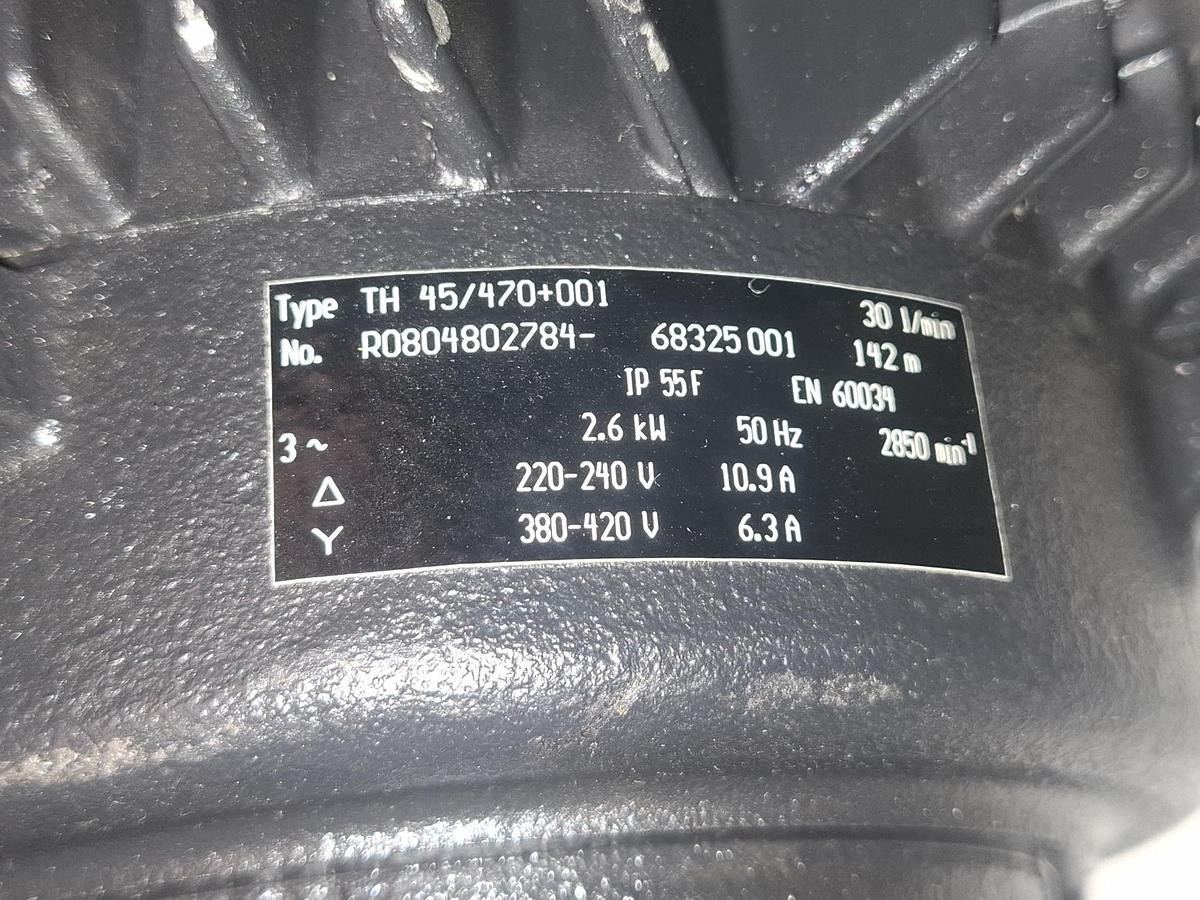 Type TH 45/470+001 30 l/min
No. R0804802784- 68325 001 142 m
IP 55 F EN 60034
3 ~ 2.6 kW 50 Hz 2850 min⁻¹
Δ 220-240 V 10.9 A
Y 380-420 V 6.3 A